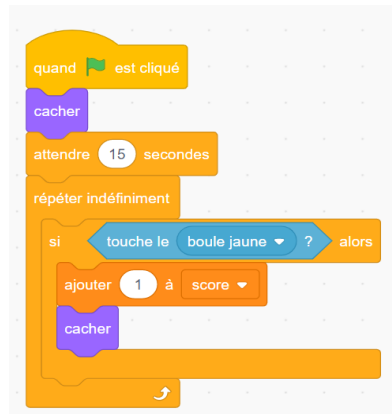 quand est cliqué
cacher
attendre 15 secondes
répéter indéfiniment
si touche le boule jaune ? alors
ajouter 1 à score
cacher